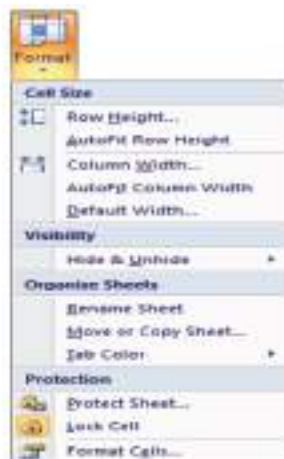 Format
Cell Size
Row Height...
AutoFit Row Height
Column Width...
AutoFit Column Width
Default Width...
Visibility
Hide & Unhide
Organize Sheets
Rename Sheet
Move or Copy Sheet...
Tab Color
Protection
Protect Sheet...
Lock Cell
Format Cells...